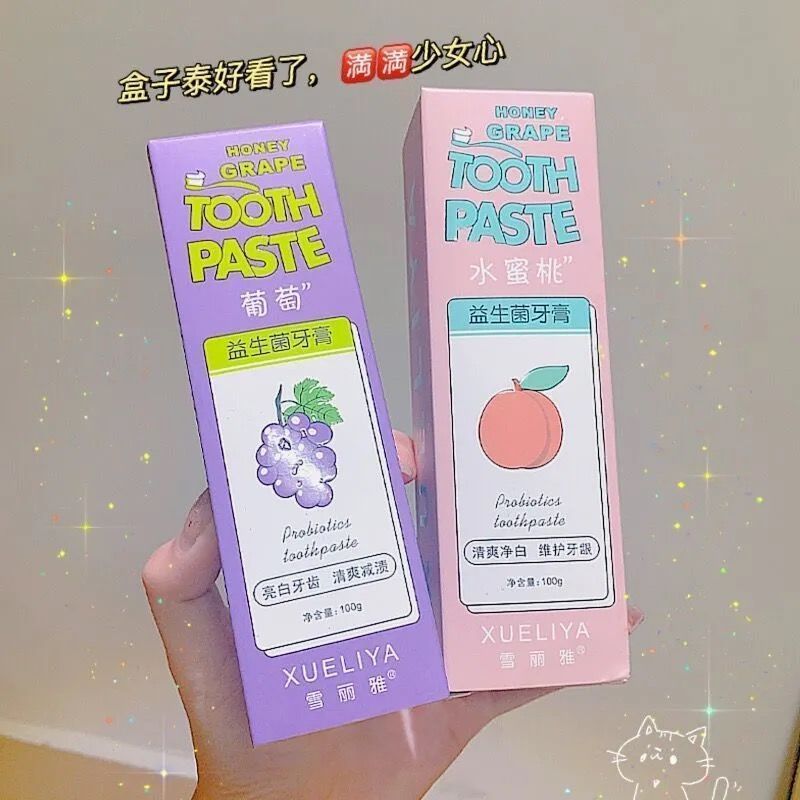 盒子泰好看了，满满少女心
HONEY
GRAPE
TOOTH
PASTE
葡萄"
益生菌牙膏
Probiotics
toothpaste
亮白牙齿 清爽减渍
净含量：100g
XUELIYA
雪丽雅®
HONEY
GRAPE
TOOTH
PASTE
水蜜桃"
益生菌牙膏
Probiotics
toothpaste
清爽净白 维护牙龈
净含量：100g
XUELIYA
雪丽雅®